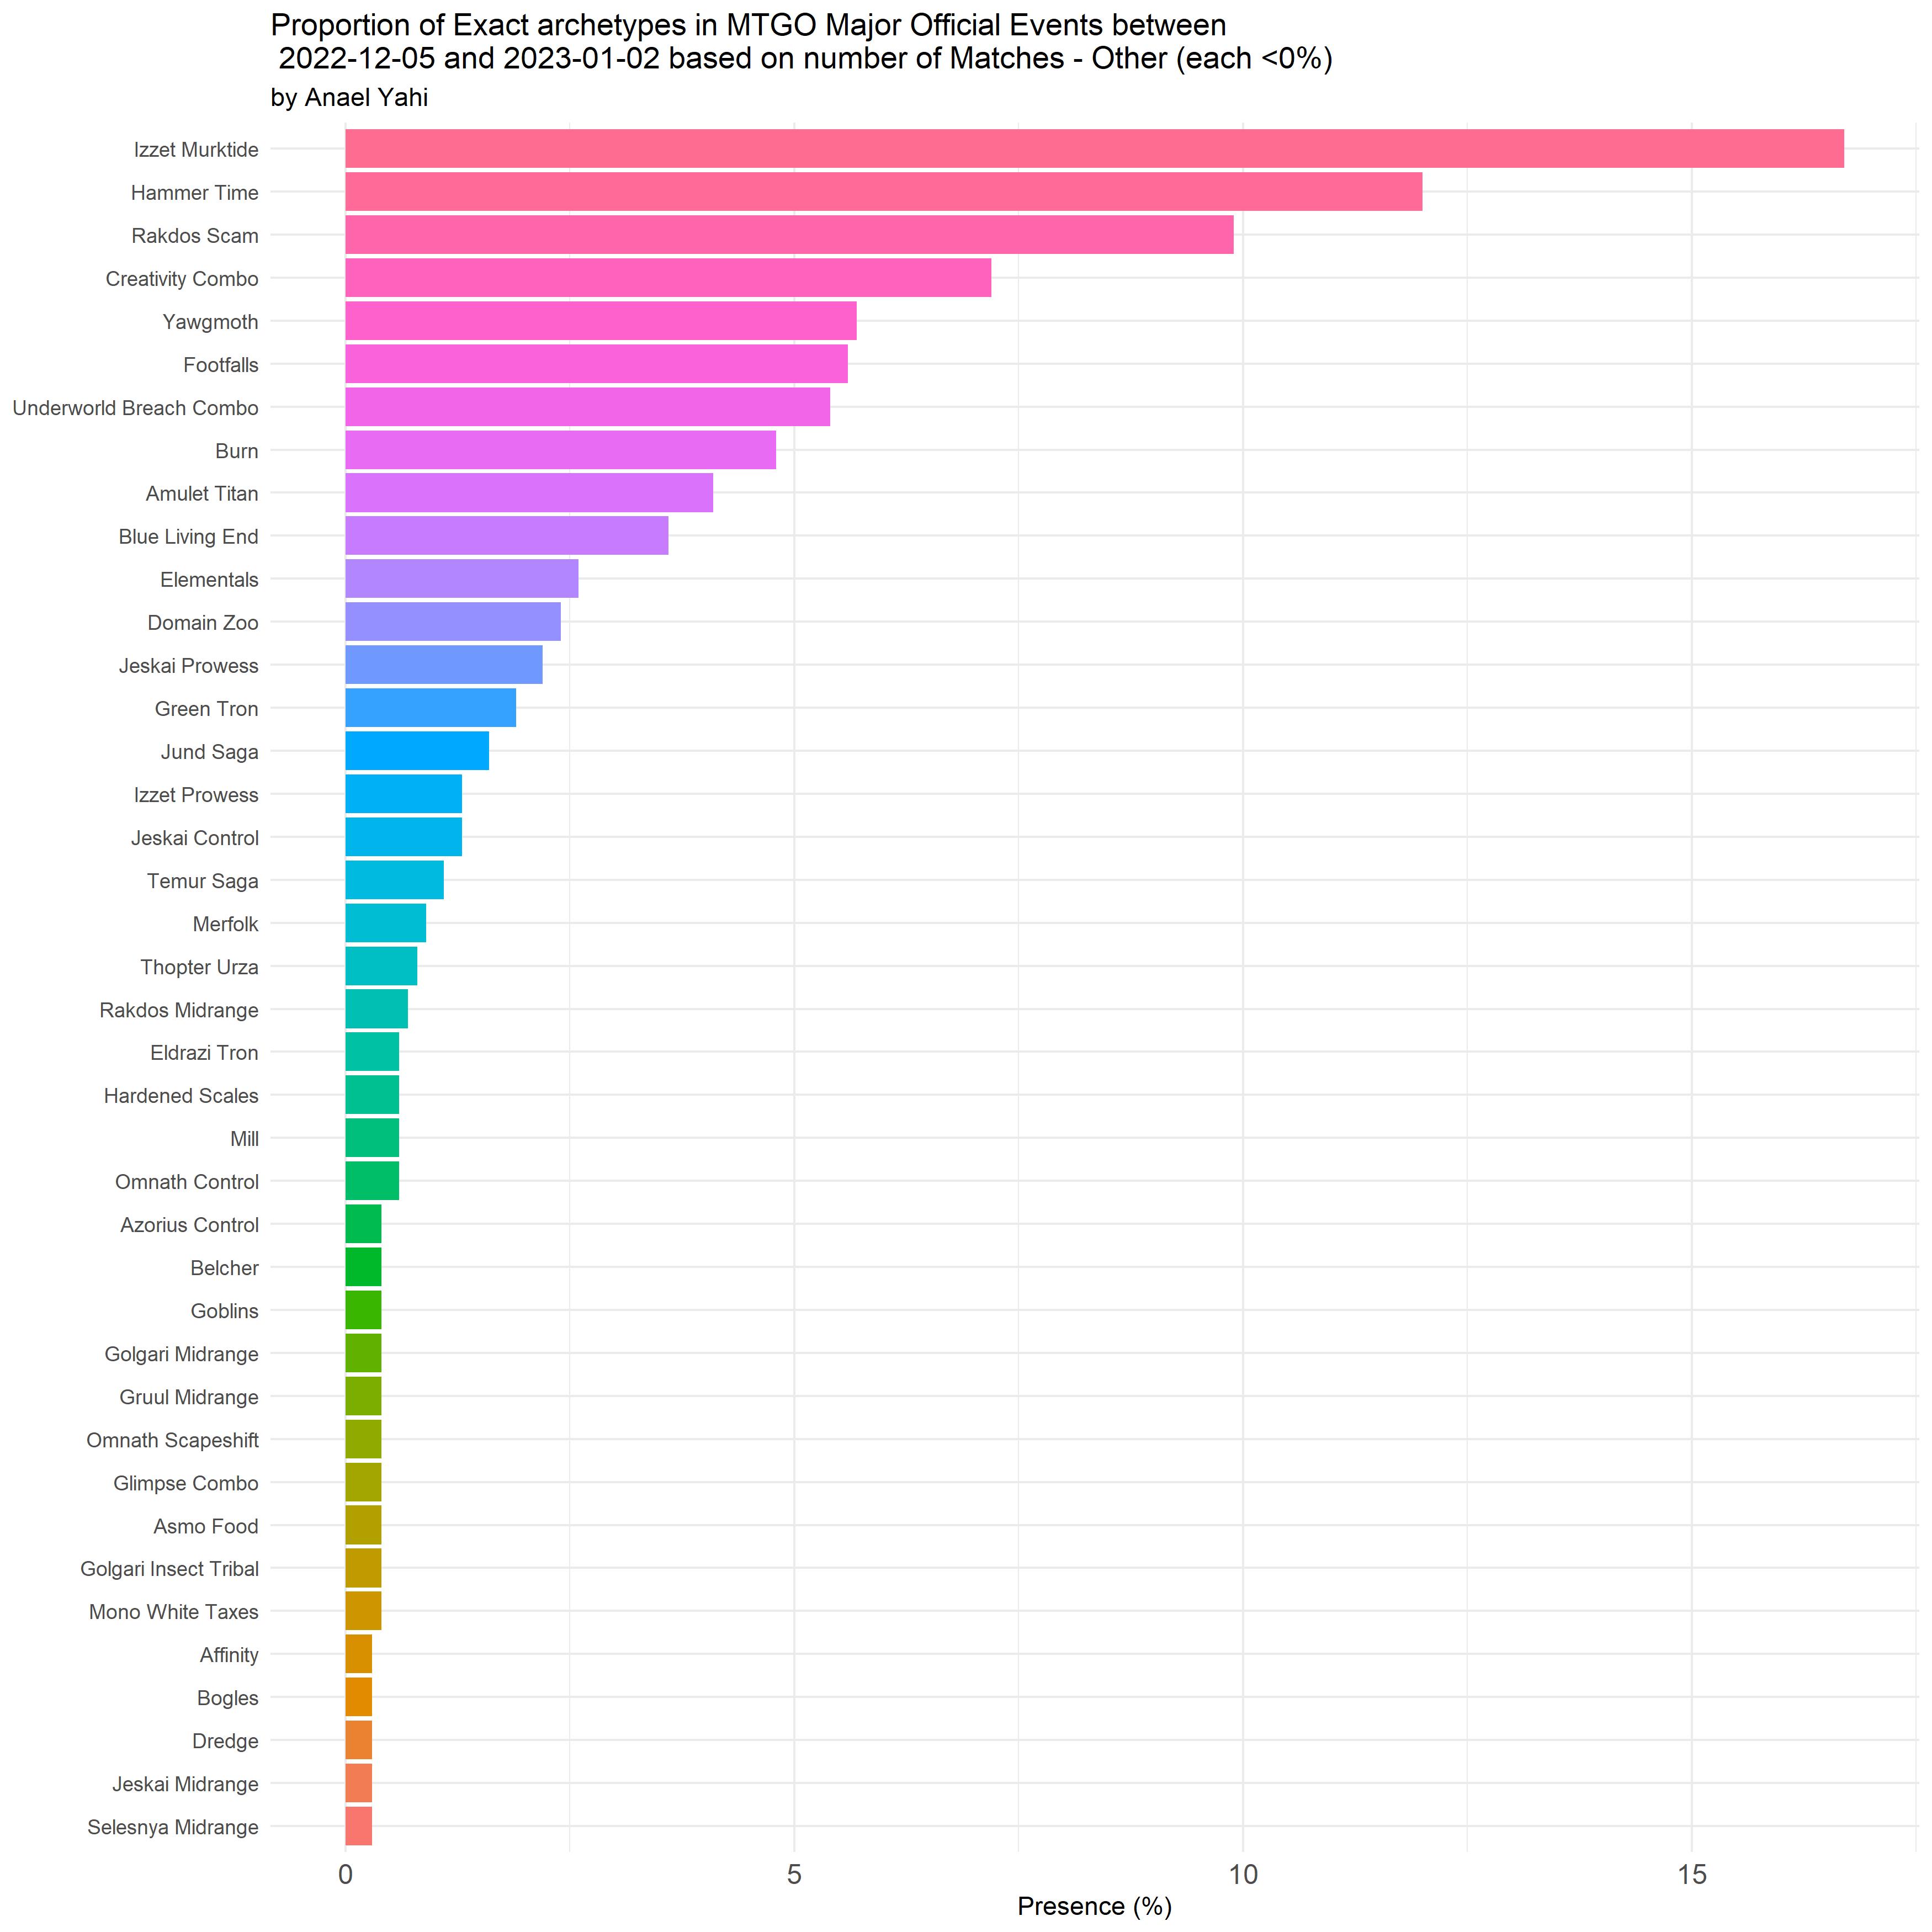 Proportion of Exact archetypes in MTGO Major Official Events between
2022-12-05 and 2023-01-02 based on number of Matches - Other (each <0%)
by Anael Yahi
Izzet Murktide
Hammer Time
Rakdos Scam
Creativity Combo
Yawgmoth
Footfalls
Underworld Breach Combo
Burn
Amulet Titan
Blue Living End
Elementals
Domain Zoo
Jeskai Prowess
Green Tron
Jund Saga
Izzet Prowess
Jeskai Control
Temur Saga
Merfolk
Thopter Urza
Rakdos Midrange
Eldrazi Tron
Hardened Scales
Mill
Omnath Control
Azorius Control
Belcher
Goblins
Golgari Midrange
Gruul Midrange
Omnath Scapeshift
Glimpse Combo
Asmo Food
Golgari Insect Tribal
Mono White Taxes
Affinity
Bogles
Dredge
Jeskai Midrange
Selesnya Midrange
0 5 10 15
Presence (%)